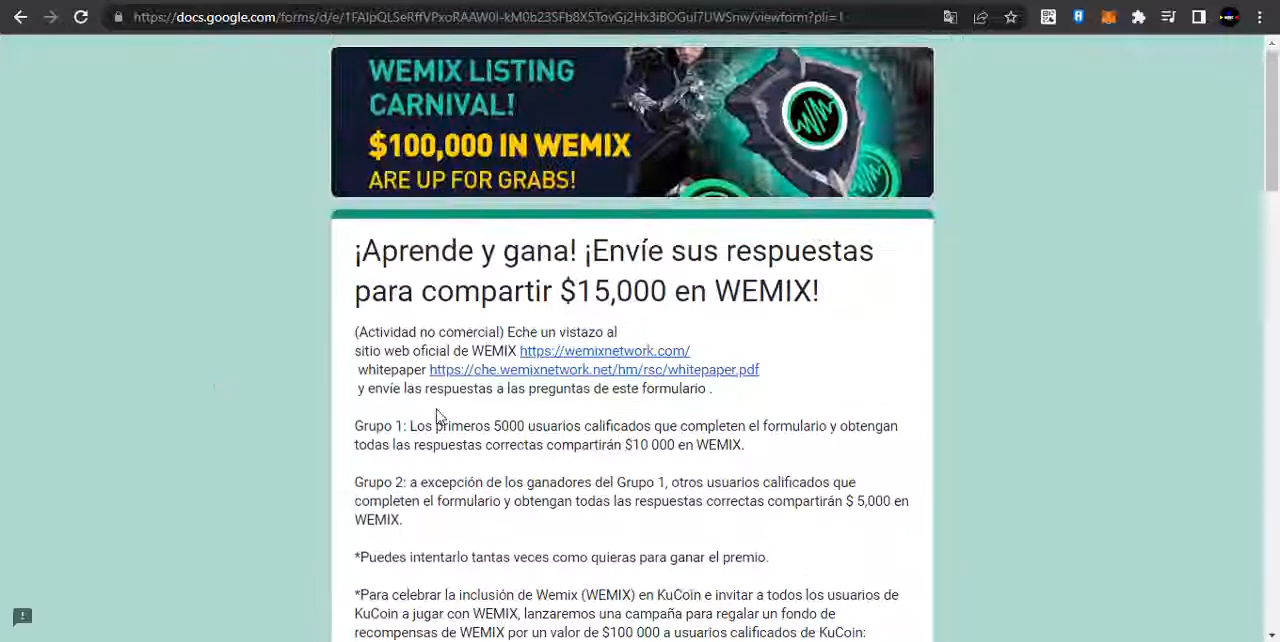 https://docs.google.com/forms/d/e/1FAIpQLSeRffVPxoRAAW0I-kM0b23SFb8X5TovGj2Hx3iBOGul7UWSnw/viewform?pli=1
WEMIX LISTING
CARNIVAL!
$100,000 IN WEMIX
ARE UP FOR GRABS!
¡Aprende y gana! ¡Envíe sus respuestas
para compartir $15,000 en WEMIX!
(Actividad no comercial) Eche un vistazo al
sitio web oficial de WEMIX https://wemixnetwork.com/
whitepaper https://che.wemixnetwork.net/hm/rsc/whitepaper.pdf
y envíe las respuestas a las preguntas de este formulario .
Grupo 1: Los primeros 5000 usuarios calificados que completen el formulario y obtengan
todas las respuestas correctas compartirán $10 000 en WEMIX.
Grupo 2: a excepción de los ganadores del Grupo 1, otros usuarios calificados que
completen el formulario y obtengan todas las respuestas correctas compartirán $ 5,000 en
WEMIX.
*Puedes intentarlo tantas veces como quieras para ganar el premio.
*Para celebrar la inclusión de Wemix (WEMIX) en KuCoin e invitar a todos los usuarios de
KuCoin a jugar con WEMIX, lanzaremos una campaña para regalar un fondo de
recompensas de WEMIX por un valor de $100 000 a usuarios calificados de KuCoin: